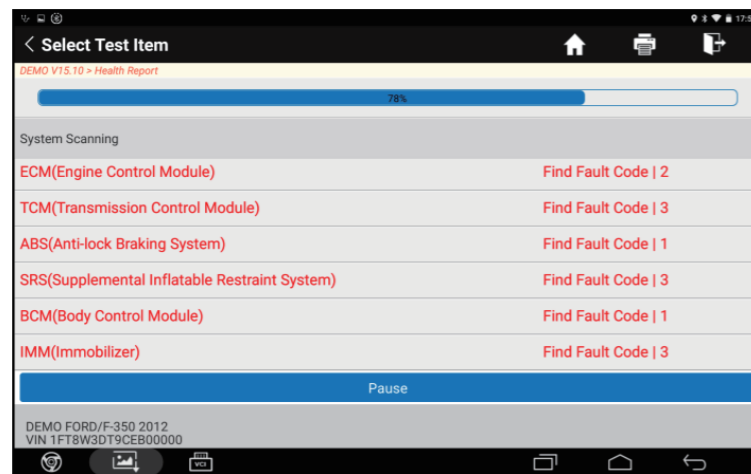 17:5
Select Test Item
DEMO V15.10 > Health Report
78%
System Scanning
ECM(Engine Control Module) Find Fault Code | 2
TCM(Transmission Control Module) Find Fault Code | 3
ABS(Anti-lock Braking System) Find Fault Code | 1
SRS(Supplemental Inflatable Restraint System) Find Fault Code | 3
BCM(Body Control Module) Find Fault Code | 1
IMM(Immobilizer) Find Fault Code | 3
Pause
DEMO FORD/F-350 2012
VIN 1FT8W3DT9CEB00000
VCI